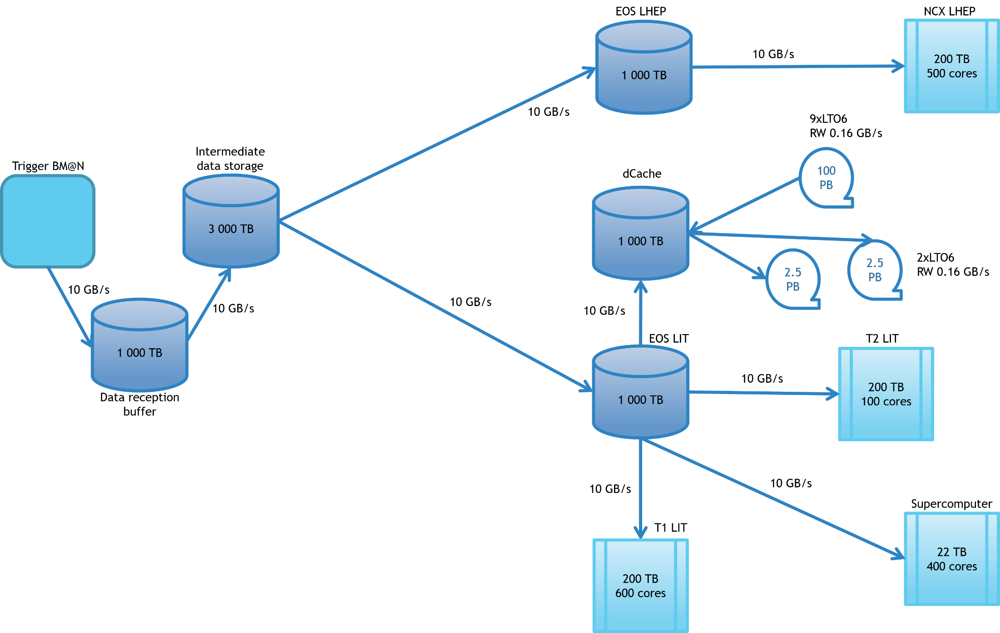 EOS LHEP
NCX LHEP
10 GB/s
200 TB
500 cores
1 000 TB
10 GB/s
9xLTO6
RW 0.16 GB/s
Intermediate
data storage
Trigger BM@N
dCache
100
PB
3 000 TB
1 000 TB
2xLTO6
RW 0.16 GB/s
2.5
PB
2.5
PB
10 GB/s
10 GB/s
10 GB/s
10 GB/s
EOS LIT
T2 LIT
1 000 TB
10 GB/s
200 TB
100 cores
Data reception
buffer
1 000 TB
10 GB/s
10 GB/s
Supercomputer
T1 LIT
22 TB
400 cores
200 TB
600 cores